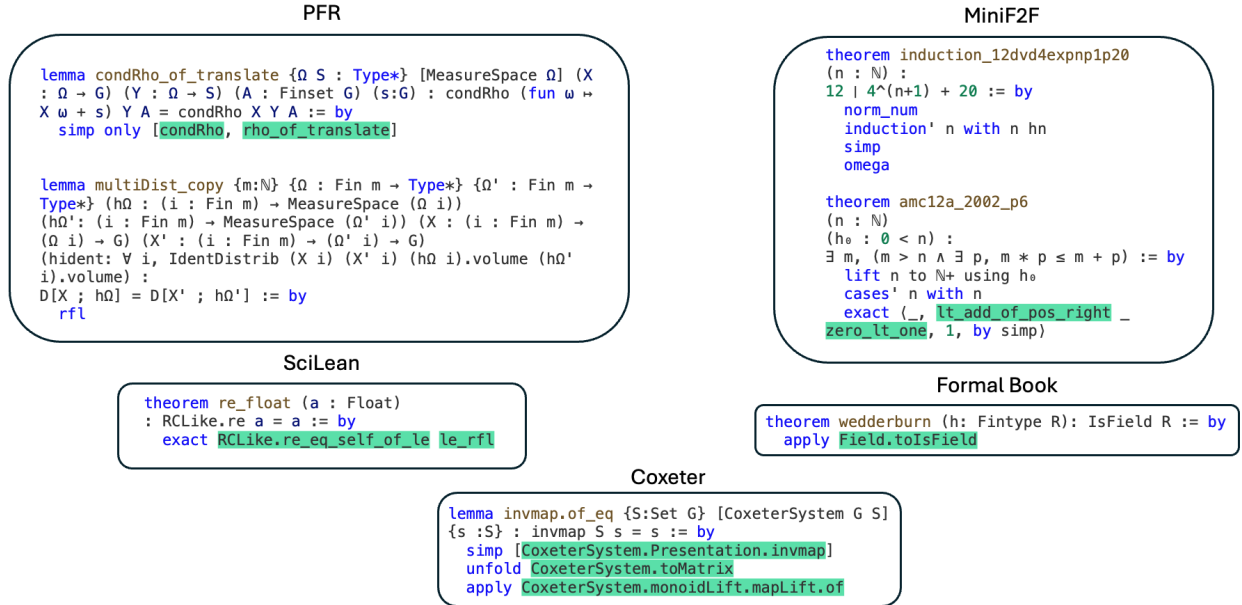 PFR
lemma condRho_of_translate {Ω S : Type*} [MeasureSpace Ω] (X
: Ω → G) (Y : Ω → S) (A : Finset G) (s:G) : condRho (fun ω ↦
X ω + s) Y A = condRho X Y A := by
simp only [condRho, rho_of_translate]
lemma multiDist_copy {m:ℕ} {Ω : Fin m → Type*} {Ω' : Fin m →
Type*} (hΩ : (i : Fin m) → MeasureSpace (Ω i))
(hΩ': (i : Fin m) → MeasureSpace (Ω' i)) (X : (i : Fin m) →
(Ω i) → G) (X' : (i : Fin m) → (Ω' i) → G)
(hident: ∀ i, IdentDistrib (X i) (X' i) (hΩ i).volume (hΩ'
i).volume) :
D[X ; hΩ] = D[X' ; hΩ'] := by
rfl
MiniF2F
theorem induction_12dvd4expnp1p20
(n : ℕ) :
12 ∣ 4^(n+1) + 20 := by
norm_num
induction' n with n hn
simp
omega
theorem amc12a_2002_p6
(n : ℕ)
(h₀ : 0 < n) :
∃ m, (m > n ∧ ∃ p, m * p ≤ m + p) := by
lift n to ℕ+ using h₀
cases' n with n
exact ⟨_, lt_add_of_pos_right _
zero_lt_one, 1, by simp⟩
SciLean
theorem re_float (a : Float)
: RCLike.re a = a := by
exact RCLike.re_eq_self_of_le le_rfl
Formal Book
theorem wedderburn (h: Fintype R): IsField R := by
apply Field.toIsField
Coxeter
lemma invmap.of_eq {S:Set G} [CoxeterSystem G S]
{s :S} : invmap S s = s := by
simp [CoxeterSystem.Presentation.invmap]
unfold CoxeterSystem.toMatrix
apply CoxeterSystem.monoidLift.mapLift.of